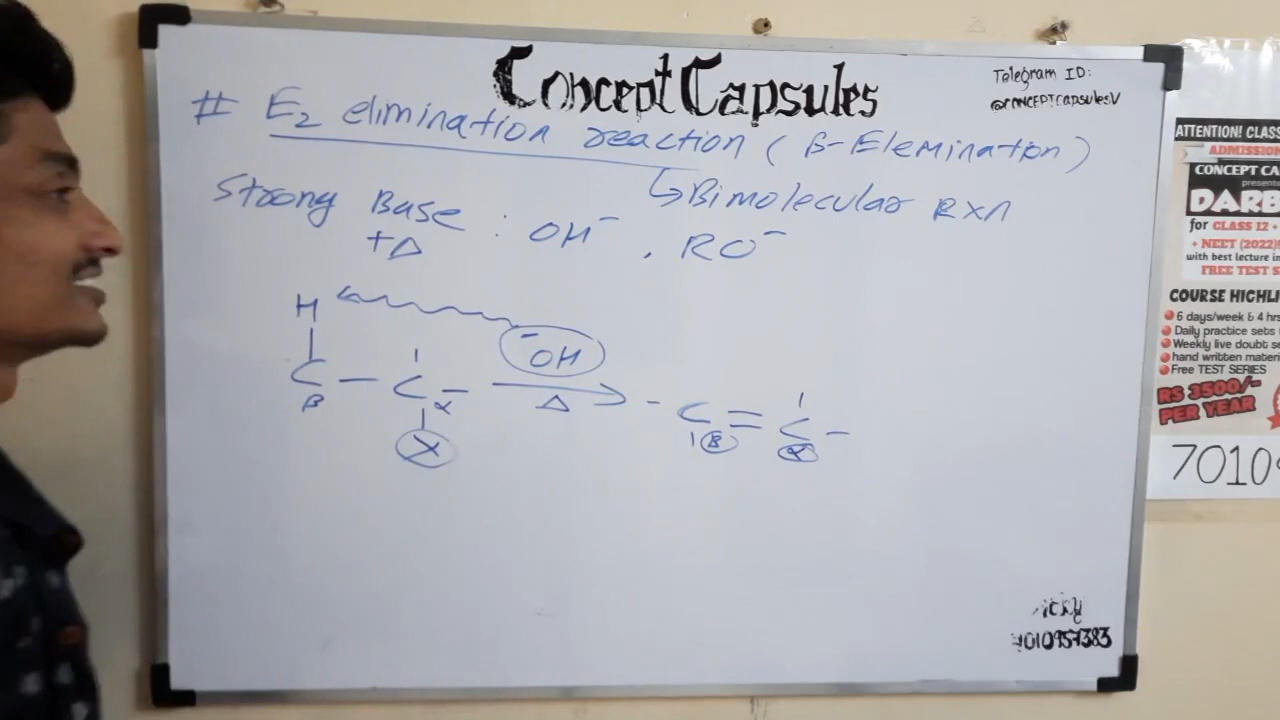 Concept Capsules
Telegram ID:
@CONCEPTCapsulesV
# E2 elimination reaction (β-Elemination)
↳Bimolecular RXn
Strong Base : OH⁻ , RO⁻
+Δ
H
⁻OH
C - C - Δ → - C = C -
β α β α
X
7010957383
ATTENTION! CLASS
ADMISSION
CONCEPT CA
presents
DARB
for CLASS 12 +
+ NEET (2022)
with best lecture in
FREE TEST S
COURSE HIGHLI
6 days/week & 4 hrs
Daily practice sets
Weekly live doubt se
hand written materi
Free TEST SERIES
RS 3500/-
PER YEAR
7010